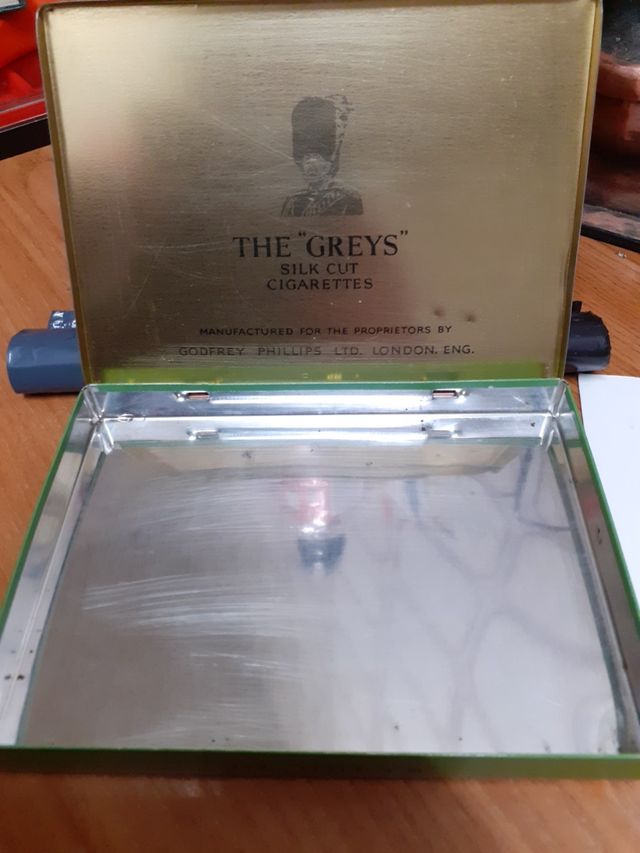 THE "GREYS"
SILK CUT
CIGARETTES
MANUFACTURED FOR THE PROPRIETORS BY
GODFREY PHILLIPS LTD. LONDON. ENG.